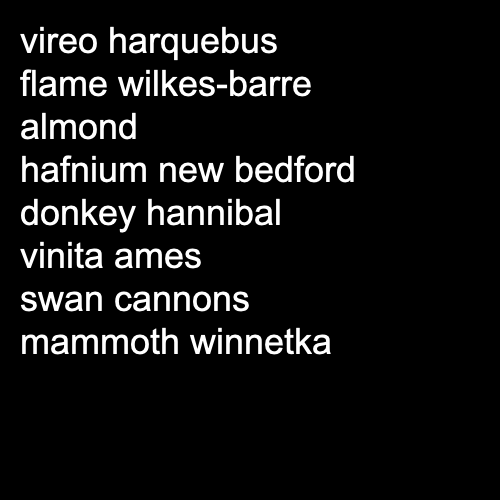 vireo harquebus
flame wilkes-barre
almond
hafnium new bedford
donkey hannibal
vinita ames
swan cannons
mammoth winnetka